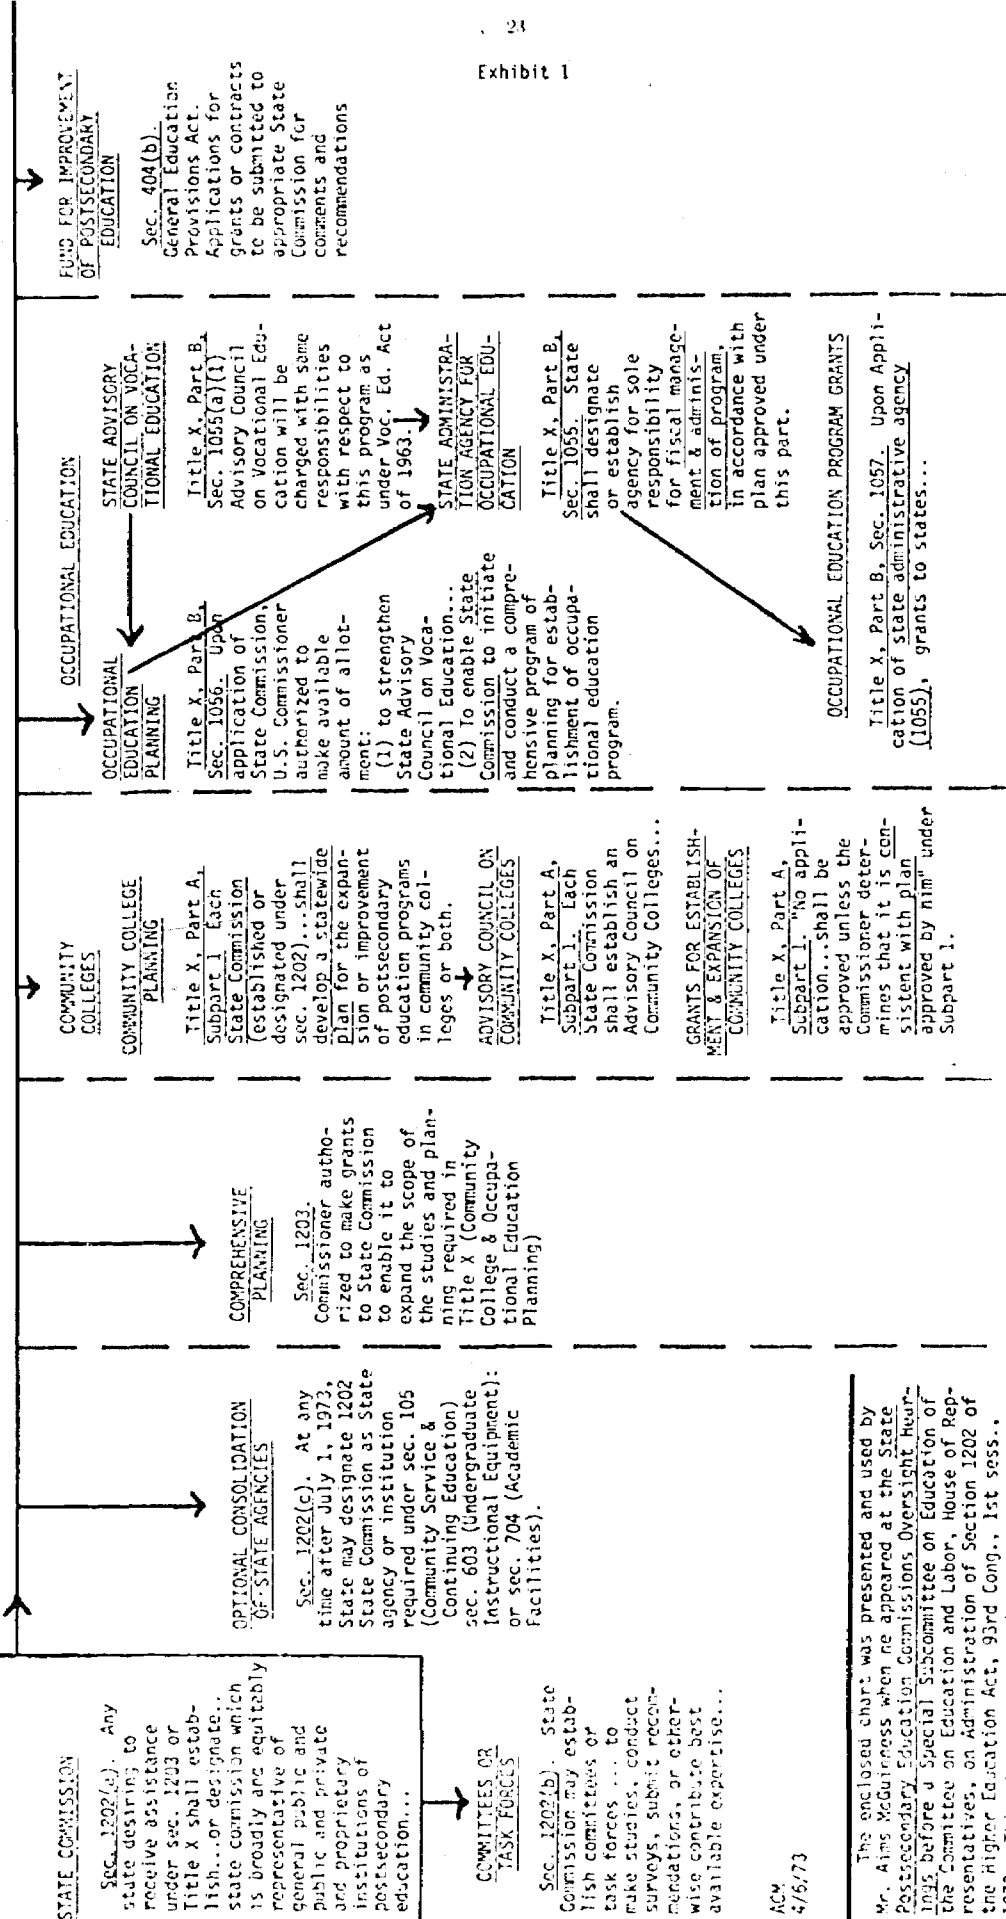 23
Exhibit 1
STATE COMMISSION
Sec. 1202(a). Any
state desiring to
receive assistance
under sec. 1203 or
Title X shall estab-
lish...or designate..
state commission which
is broadly and equitably
representative of
general public and
public and private
and proprietary
institutions of
postsecondary
education....
COMMITTEES OR
TASK FORCES
Sec. 1202(b). State
Commission may estab-
lish committees or
task forces ... to
make studies, conduct
surveys, submit recom-
mendations, or other-
wise contribute best
available expertise...
ACM
4/6/73
OPTIONAL CONSOLIDATION
OF STATE AGENCIES
Sec. 1202(c). At any
time after July 1, 1973,
State may designate 1202
State Commission as State
agency or institution
required under sec. 105
(Community Service &
Continuing Education)
sec. 603 (Undergraduate
Instructional Equipment):
or sec. 704 (Academic
Facilities).
The enclosed chart was presented and used by
Mr. Aims McGuinness when he appeared at the State
Postsecondary Education Commissions Oversight Hear-
ings before a Special Subcommittee on Education of
the Committee on Education and Labor, House of Rep-
resentatives, on Administration of Section 1202 of
the Higher Education Act, 93rd Cong., 1st sess.,
COMPREHENSIVE
PLANNING
Sec. 1203.
Commissioner autho-
rized to make grants
to State Commission
to enable it to
expand the scope of
the studies and plan-
ning required in
Title X (Community
College & Occupa-
tional Education
Planning)
COMMUNITY
COLLEGES
COMMUNITY COLLEGE
PLANNING
Title X, Part A,
Subpart 1. Each
State Commission
(established or
designated under
sec. 1202)...shall
develop a statewide
plan for the expan-
sion or improvement
of postsecondary
education programs
in community col-
leges or both.
ADVISORY COUNCIL ON
COMMUNITY COLLEGES
Title X, Part A,
Subpart 1. Each
State Commission
shall establish an
Advisory Council on
Community Colleges...
GRANTS FOR ESTABLISH-
MENT & EXPANSION OF
COMMUNITY COLLEGES
Title X, Part A,
Subpart 1. "No appli-
cation...shall be
approved unless the
Commissioner deter-
mines that it is con-
sistent with plan
approved by him" under
Subpart 1.
OCCUPATIONAL EDUCATION
OCCUPATIONAL
EDUCATION
PLANNING
Title X, Part B,
Sec. 1056. Upon
application of
State Commission,
U.S. Commissioner
authorized to
make available
amount of allot-
ment:
(1) to strengthen
State Advisory
Council on Voca-
tional Education...
(2) To enable State
Commission to initiate
and conduct a compre-
hensive program of
planning for estab-
lishment of occupa-
tional education
program.
STATE ADVISORY
COUNCIL ON VOCA-
TIONAL EDUCATION
Title X, Part B,
Sec. 1055(a)(1)
Advisory Council
on Vocational Edu-
cation will be
charged with same
responsibilities
with respect to
this program as
under Voc. Ed. Act
of 1963.
STATE ADMINISTRA-
TION AGENCY FOR
OCCUPATIONAL EDU-
CATION
Title X, Part B,
Sec. 1055. State
shall designate
or establish
agency for sole
responsibility
for fiscal manage-
ment & adminis-
tration of program,
in accordance with
plan approved under
this part.
OCCUPATIONAL EDUCATION PROGRAM GRANTS
Title X, Part B, Sec. 1057. Upon Appli-
cation of state administrative agency
(1055), grants to states...
FUND FOR IMPROVEMENT
OF POSTSECONDARY
EDUCATION
Sec. 404(b).
General Education
Provisions Act.
Applications for
grants or contracts
to be submitted to
appropriate State
Commission for
comments and
recommendations